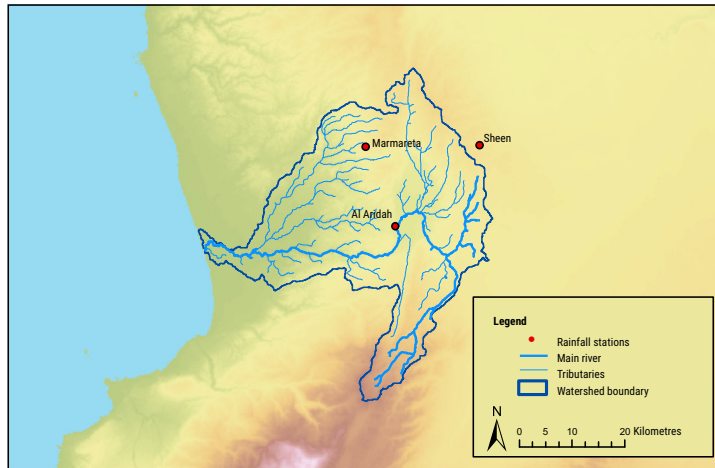 Marmareta
Sheen
Al Aridah
Legend
Rainfall stations
Main river
Tributaries
Watershed boundary
N
0 5 10 20 Kilometres